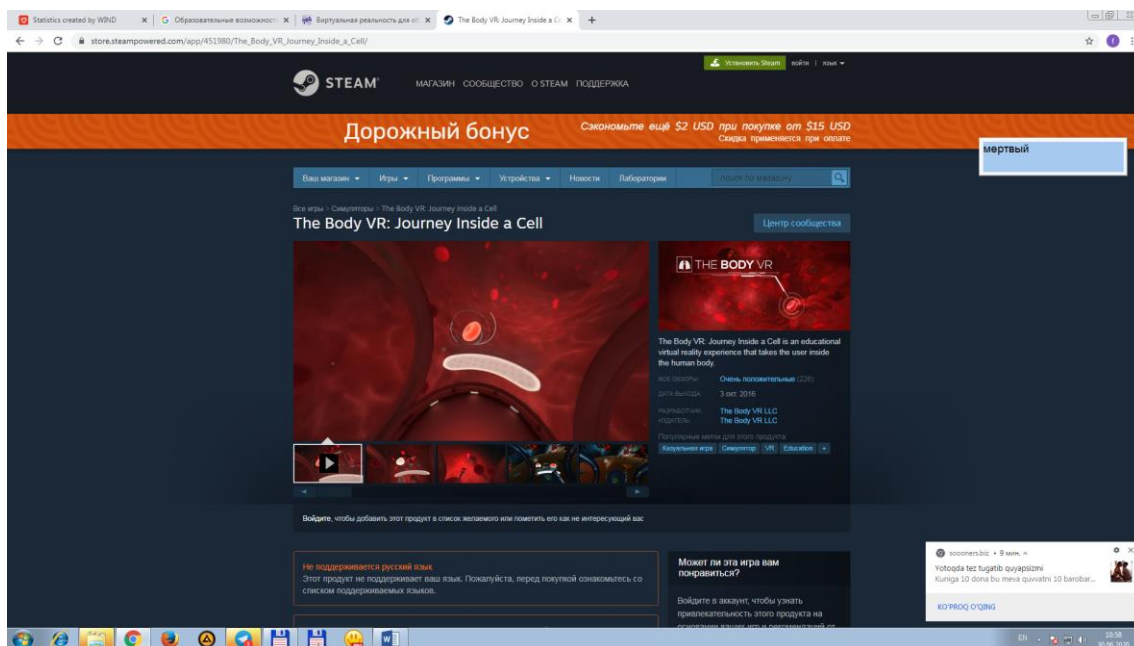 Statistics created by WIND
Образовательные возможност
Виртуальная реальность для об
The Body VR: Journey Inside a Ce
store.steampowered.com/app/451980/The_Body_VR_Journey_Inside_a_Cell/
Установить Steam войти | язык
STEAM МАГАЗИН СООБЩЕСТВО О STEAM ПОДДЕРЖКА
Дорожный бонус
Сэкономьте ещё $2 USD при покупке от $15 USD
Скидка применяется при оплате
мертвый
Ваш магазин Игры Программы Устройства Новости Лаборатории поиск по магазину
Все игры > Симуляторы > The Body VR: Journey Inside a Cell
The Body VR: Journey Inside a Cell
Центр сообщества
THE BODY VR
The Body VR: Journey Inside a Cell is an educational
virtual reality experience that takes the user inside
the human body.
ВСЕ ОБЗОРЫ: Очень положительные (226)
ДАТА ВЫХОДА: 3 окт. 2016
РАЗРАБОТЧИК: The Body VR LLC
ИЗДАТЕЛЬ: The Body VR LLC
Популярные метки для этого продукта:
Казуальная игра Симулятор VR Education +
Войдите, чтобы добавить этот продукт в список желаемого или пометить его как не интересующий вас
Не поддерживается русский язык
Этот продукт не поддерживает ваш язык. Пожалуйста, перед покупкой ознакомьтесь со
списком поддерживаемых языков.
Может ли эта игра вам
понравиться?
Войдите в аккаунт, чтобы узнать
привлекательность этого продукта на
основании ваших игр и рекомендаций от
soooners.biz • 9 мин.
Yotoqda tez tugatib quyapsizmi
Kuniga 10 dona bu meva quvvatni 10 barobar...
KO'PROQ O'QING
EN
18:58
30.06.2020